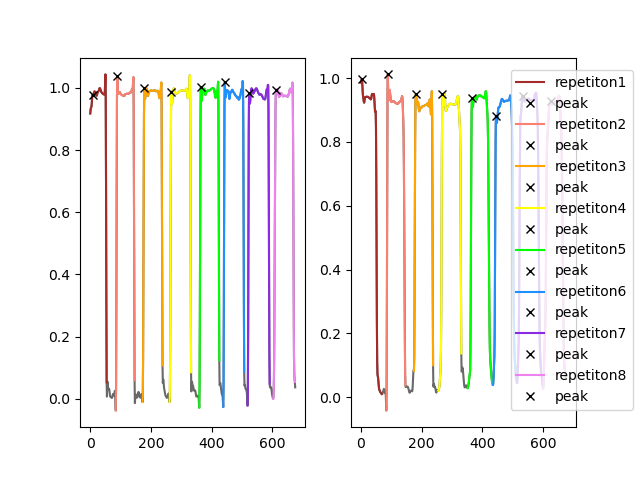 1.0
0.8
0.6
0.4
0.2
0.0
0
200
400
600
1.0
0.8
0.6
0.4
0.2
0.0
0
200
400
600
repetiton1
peak
repetiton2
peak
repetiton3
peak
repetiton4
peak
repetiton5
peak
repetiton6
peak
repetiton7
peak
repetiton8
peak